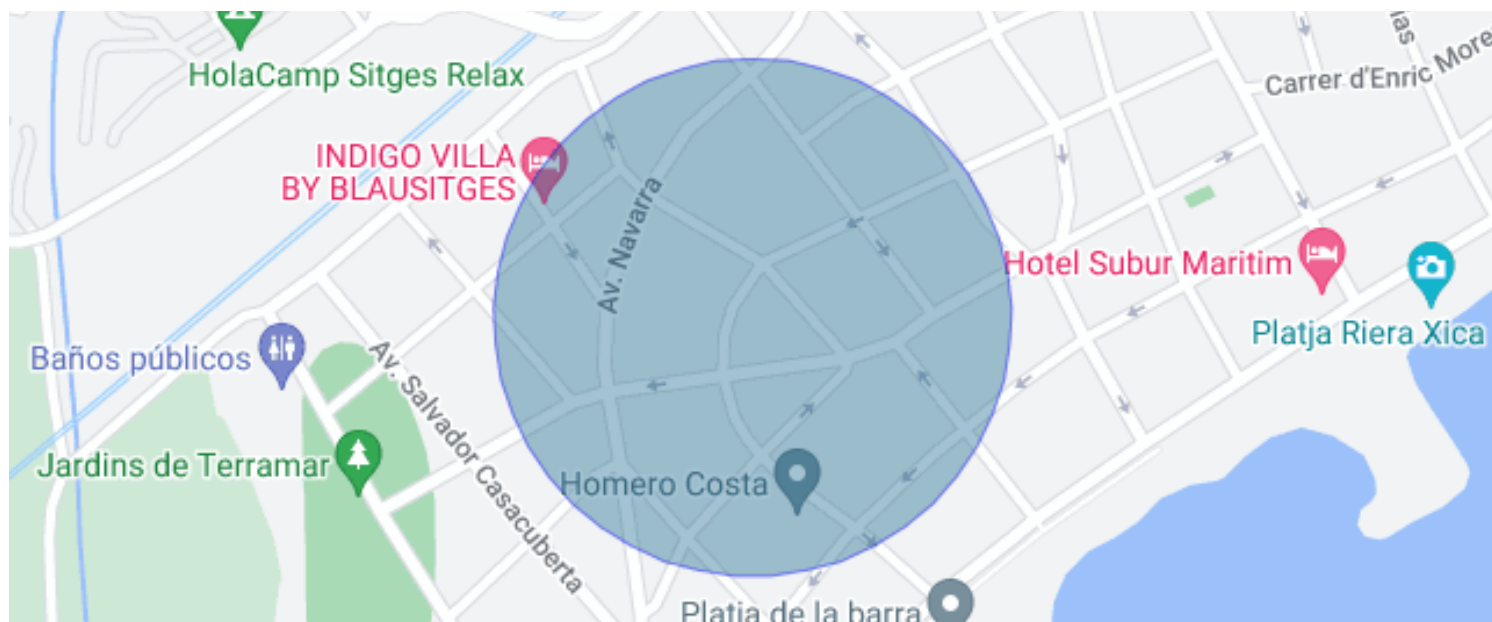 HolaCamp Sitges Relax
INDIGO VILLA
BY BLAUSITGES
Av. Navarra
Carrer d'Enric More
Hotel Subur Maritim
Platja Riera Xica
Baños públicos
Av. Salvador Casacuberta
Jardins de Terramar
Homero Costa
Platja de la barra